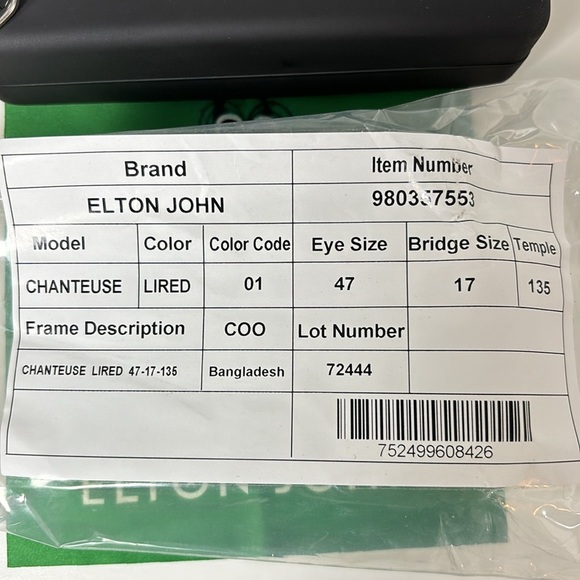 Brand Item Number
ELTON JOHN 980357553
Model Color Color Code Eye Size Bridge Size Temple
CHANTEUSE LIRED 01 47 17 135
Frame Description COO Lot Number
CHANTEUSE LIRED 47-17-135 Bangladesh 72444
752499608426
ELTON JOHN